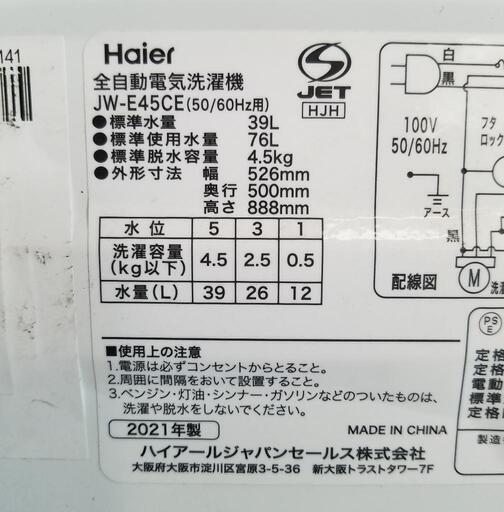 141
Haier
全自動電気洗濯機
JW-E45CE(50/60Hz用)
●標準水量 39L
●標準使用水量 76L
●標準脱水容量 4.5kg
●外形寸法 幅 526mm
奥行 500mm
高さ 888mm
S
JET
HJH
白
黒
100V
50/60Hz
フタ
ロック
アース
黒
M
配線図
水位 5 3 1
洗濯容量(kg以下) 4.5 2.5 0.5
水量(L) 39 26 12
■使用上の注意
1.電源は必ずコンセントからとること。
2.周囲に間隔をおいて設置すること。
3.ベンジン・灯油・シンナー・ガソリンなどのついたものは、
洗濯や脱水をしないでください。
2021年製
MADE IN CHINA
ハイアールジャパンセールス株式会社
大阪府大阪市淀川区宮原3-5-36 新大阪トラストタワー7F
PS
E
定格
定格
電動
標準
定格
製造